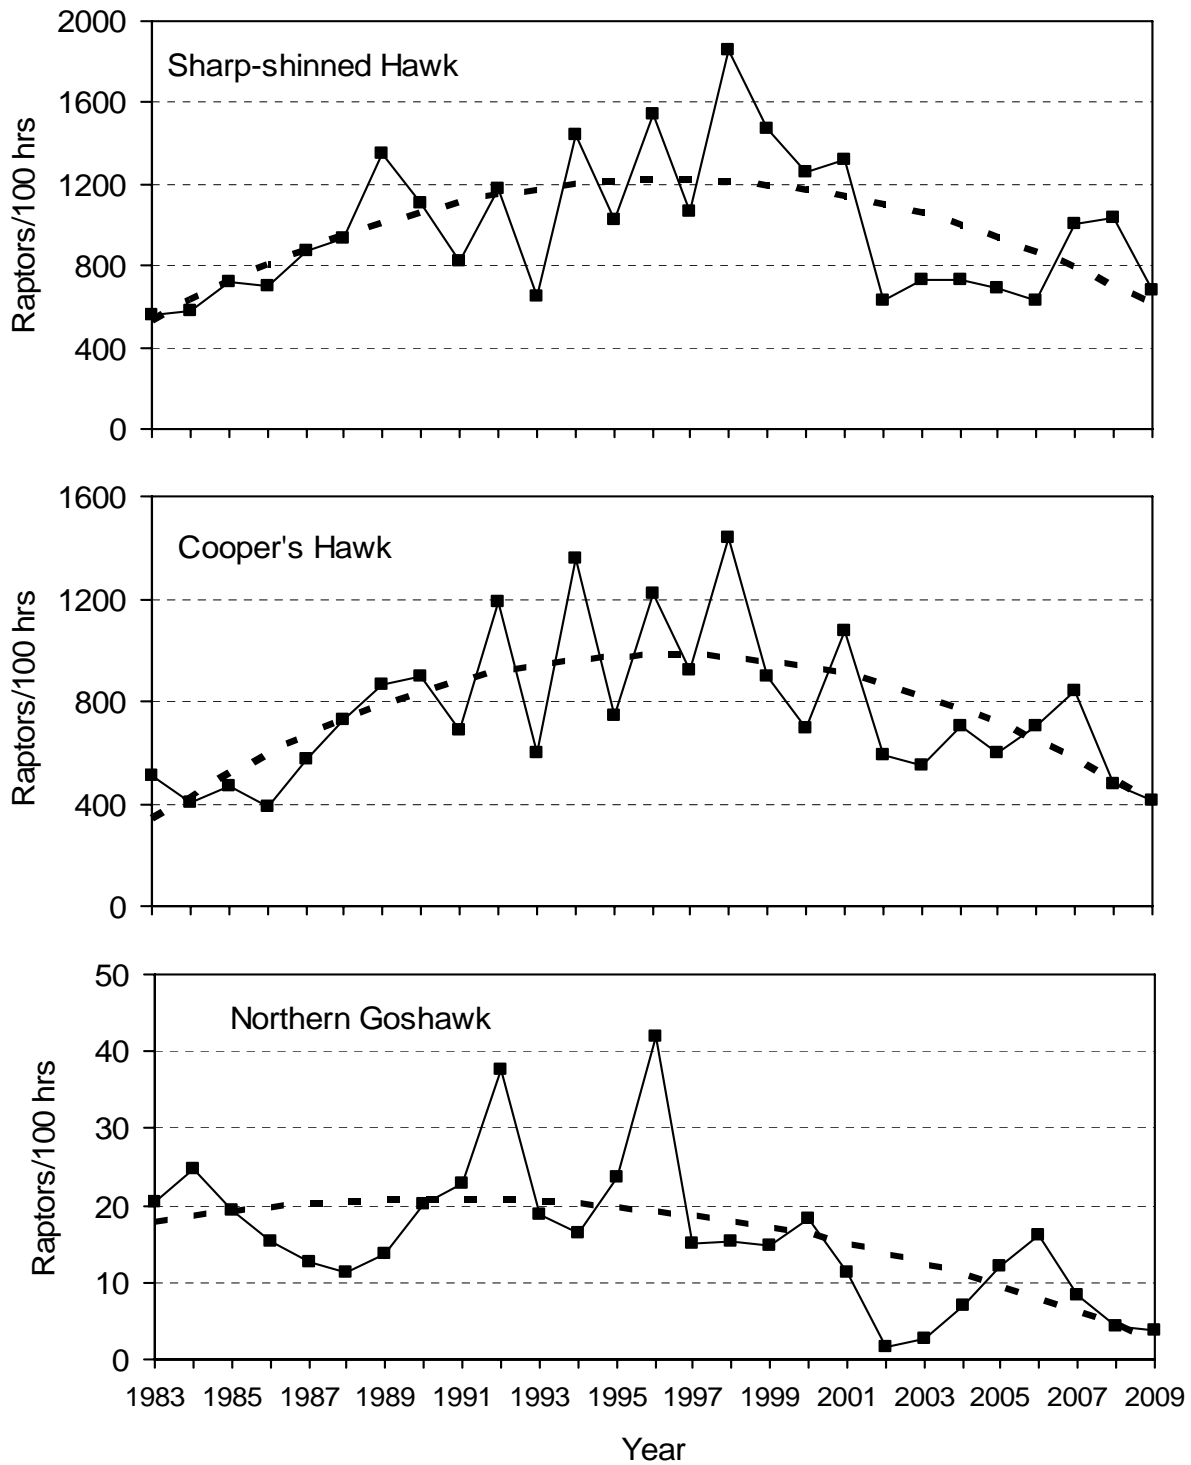 2000
Sharp-shinned Hawk
1600
1200
800
400
0
Raptors/100 hrs
1600
Cooper's Hawk
1200
800
400
0
Raptors/100 hrs
50
Northern Goshawk
40
30
20
10
0
Raptors/100 hrs
1983 1985 1987 1989 1991 1993 1995 1997 1999 2001 2003 2005 2007 2009
Year